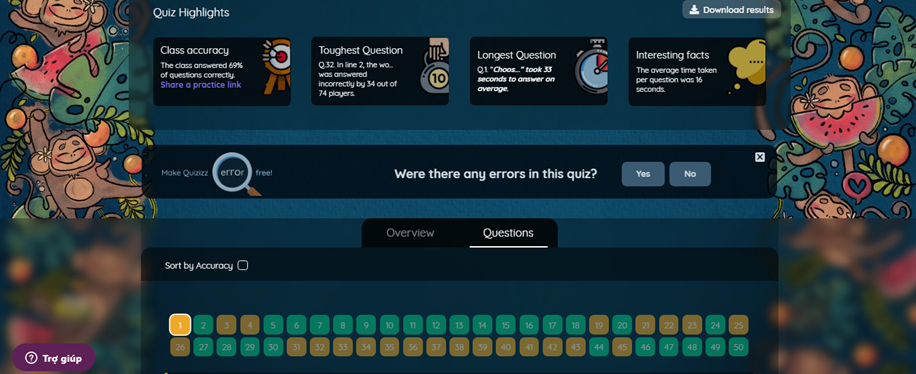 Quiz Highlights
Download results
Class accuracy
The class answered 69%
of questions correctly.
Share a practice link
Toughest Question
Q.32. In line 2, the wo...
was answered
incorrectly by 34 out of
74 players.
10
Longest Question
Q.1. "Choos..." took 33
seconds to answer on
average.
Interesting facts
The average time taken
per question was 16
seconds.
Make Quizizz error free!
Were there any errors in this quiz?
Yes
No
Overview
Questions
Sort by Accuracy
1 2 3 4 5 6 7 8 9 10 11 12 13 14 15 16 17 18 19 20 21 22 23 24 25
26 27 28 29 30 31 32 33 34 35 36 37 38 39 40 41 42 43 44 45 46 47 48 49 50
Trợ giúp